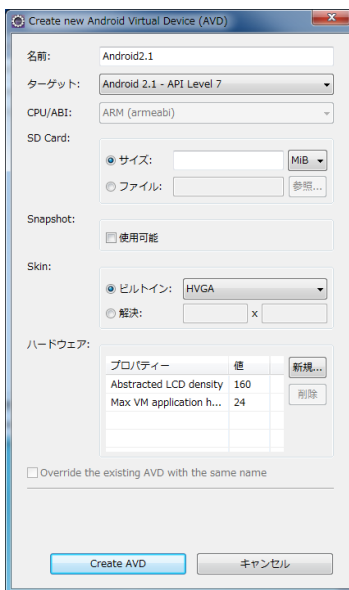 Create new Android Virtual Device (AVD)
名前: Android2.1
ターゲット: Android 2.1 - API Level 7
CPU/ABI: ARM (armeabi)
SD Card:
サイズ: MiB
ファイル: 参照...
Snapshot:
使用可能
Skin:
ビルトイン: HVGA
解決: x
ハードウェア:
プロパティー 値 新規...
Abstracted LCD density 160
削除
Max VM application h... 24
Override the existing AVD with the same name
Create AVD キャンセル